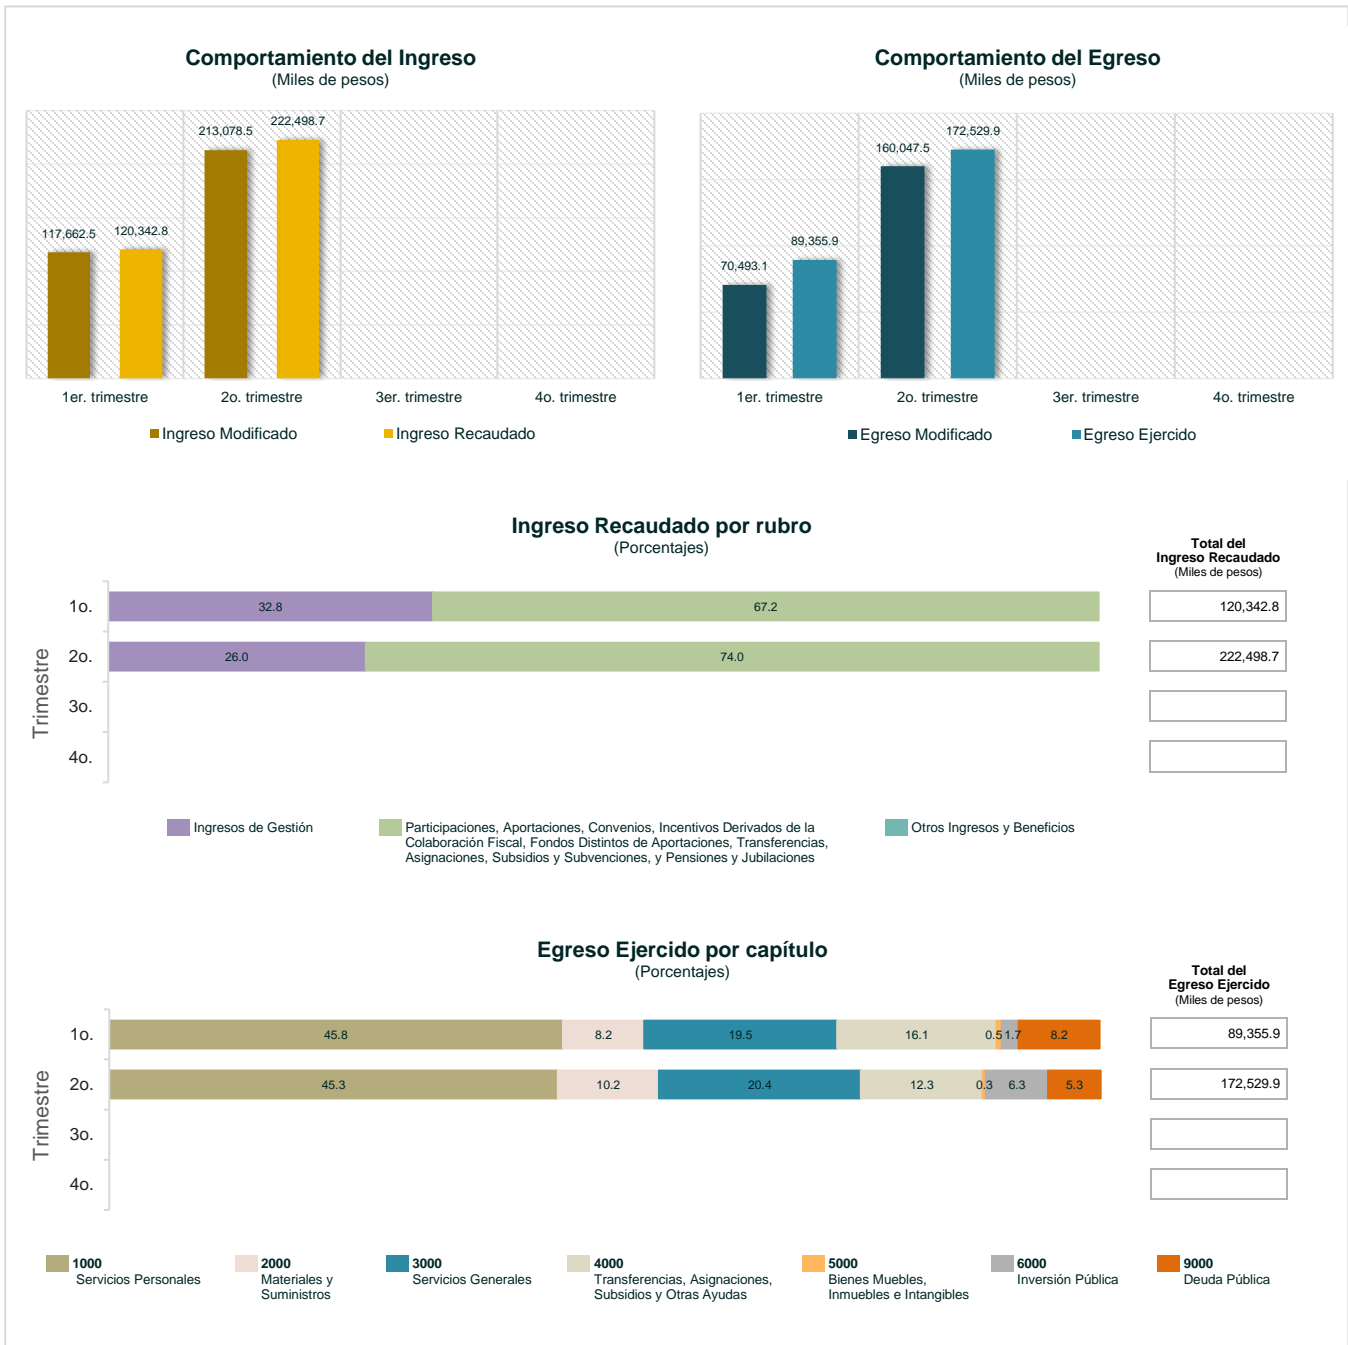 Comportamiento del Ingreso
(Miles de pesos)
117,662.5
120,342.8
213,078.5
222,498.7
1er. trimestre
2o. trimestre
3er. trimestre
4o. trimestre
Ingreso Modificado
Ingreso Recaudado
Comportamiento del Egreso
(Miles de pesos)
70,493.1
89,355.9
160,047.5
172,529.9
1er. trimestre
2o. trimestre
3er. trimestre
4o. trimestre
Egreso Modificado
Egreso Ejercido
Ingreso Recaudado por rubro
(Porcentajes)
Total del
Ingreso Recaudado
(Miles de pesos)
Trimestre
1o.
32.8
67.2
120,342.8
2o.
26.0
74.0
222,498.7
3o.
4o.
Ingresos de Gestión
Participaciones, Aportaciones, Convenios, Incentivos Derivados de la
Colaboración Fiscal, Fondos Distintos de Aportaciones, Transferencias,
Asignaciones, Subsidios y Subvenciones, y Pensiones y Jubilaciones
Otros Ingresos y Beneficios
Egreso Ejercido por capítulo
(Porcentajes)
Total del
Egreso Ejercido
(Miles de pesos)
Trimestre
1o.
45.8
8.2
19.5
16.1
0.5
1.7
8.2
89,355.9
2o.
45.3
10.2
20.4
12.3
0.3
6.3
5.3
172,529.9
3o.
4o.
1000
Servicios Personales
2000
Materiales y
Suministros
3000
Servicios Generales
4000
Transferencias, Asignaciones,
Subsidios y Otras Ayudas
5000
Bienes Muebles,
Inmuebles e Intangibles
6000
Inversión Pública
9000
Deuda Pública